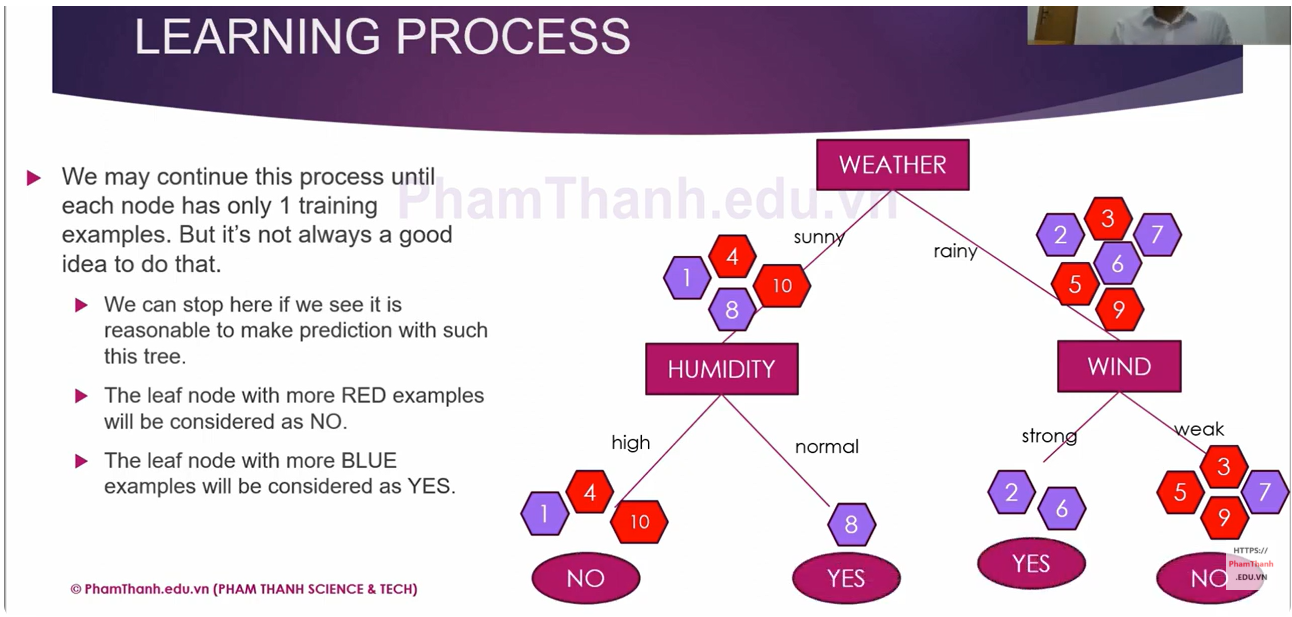 LEARNING PROCESS
We may continue this process until
each node has only 1 training
examples. But it's not always a good
idea to do that.
We can stop here if we see it is
reasonable to make prediction with such
this tree.
The leaf node with more RED examples
will be considered as NO.
The leaf node with more BLUE
examples will be considered as YES.
© PhamThanh.edu.vn (PHAM THANH SCIENCE & TECH)
PhamThanh.edu.vn
WEATHER
sunny
rainy
1
4
10
8
2
3
7
6
5
9
HUMIDITY
WIND
high
normal
strong
weak
1
4
10
8
2
6
3
5
7
9
NO
YES
YES
NO
HTTPS://
PhamThanh
.EDU.VN